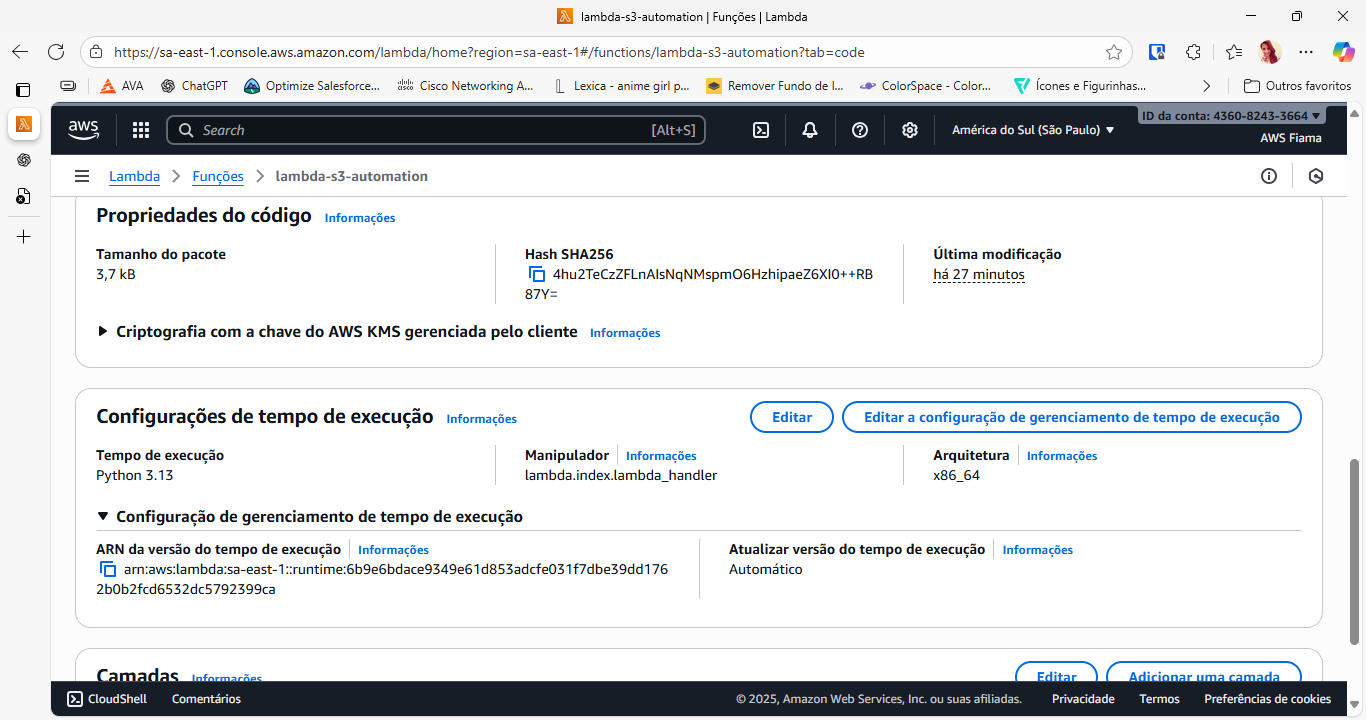 lambda-s3-automation | Funções | Lambda
https://sa-east-1.console.aws.amazon.com/lambda/home?region=sa-east-1#/functions/lambda-s3-automation?tab=code
AVA
ChatGPT
Optimize Salesforce...
Cisco Networking A...
Lexica - anime girl p...
Remover Fundo de I...
ColorSpace - Color...
Ícones e Figurinhas...
Outros favoritos
aws
Search
[Alt+S]
América do Sul (São Paulo)
ID da conta: 4360-8243-3664
AWS Fiama
Lambda
Funções
lambda-s3-automation
Propriedades do código Informações
Tamanho do pacote
3,7 kB
Hash SHA256
4hu2TeCzZFLnAIsNqNMspmO6HzhipaeZ6XI0++RB
87Y=
Última modificação
há 27 minutos
Criptografia com a chave do AWS KMS gerenciada pelo cliente Informações
Configurações de tempo de execução Informações
Editar
Editar a configuração de gerenciamento de tempo de execução
Tempo de execução
Python 3.13
Manipulador Informações
lambda.index.lambda_handler
Arquitetura Informações
x86_64
Configuração de gerenciamento de tempo de execução
ARN da versão do tempo de execução Informações
arn:aws:lambda:sa-east-1::runtime:6b9e6bdace9349e61d853adcfe031f7dbe39dd176
2b0b2fcd6532dc5792399ca
Atualizar versão do tempo de execução Informações
Automático
Camadas Informações
Editar
Adicionar uma camada
CloudShell
Comentários
© 2025, Amazon Web Services, Inc. ou suas afiliadas.
Privacidade
Termos
Preferências de cookies